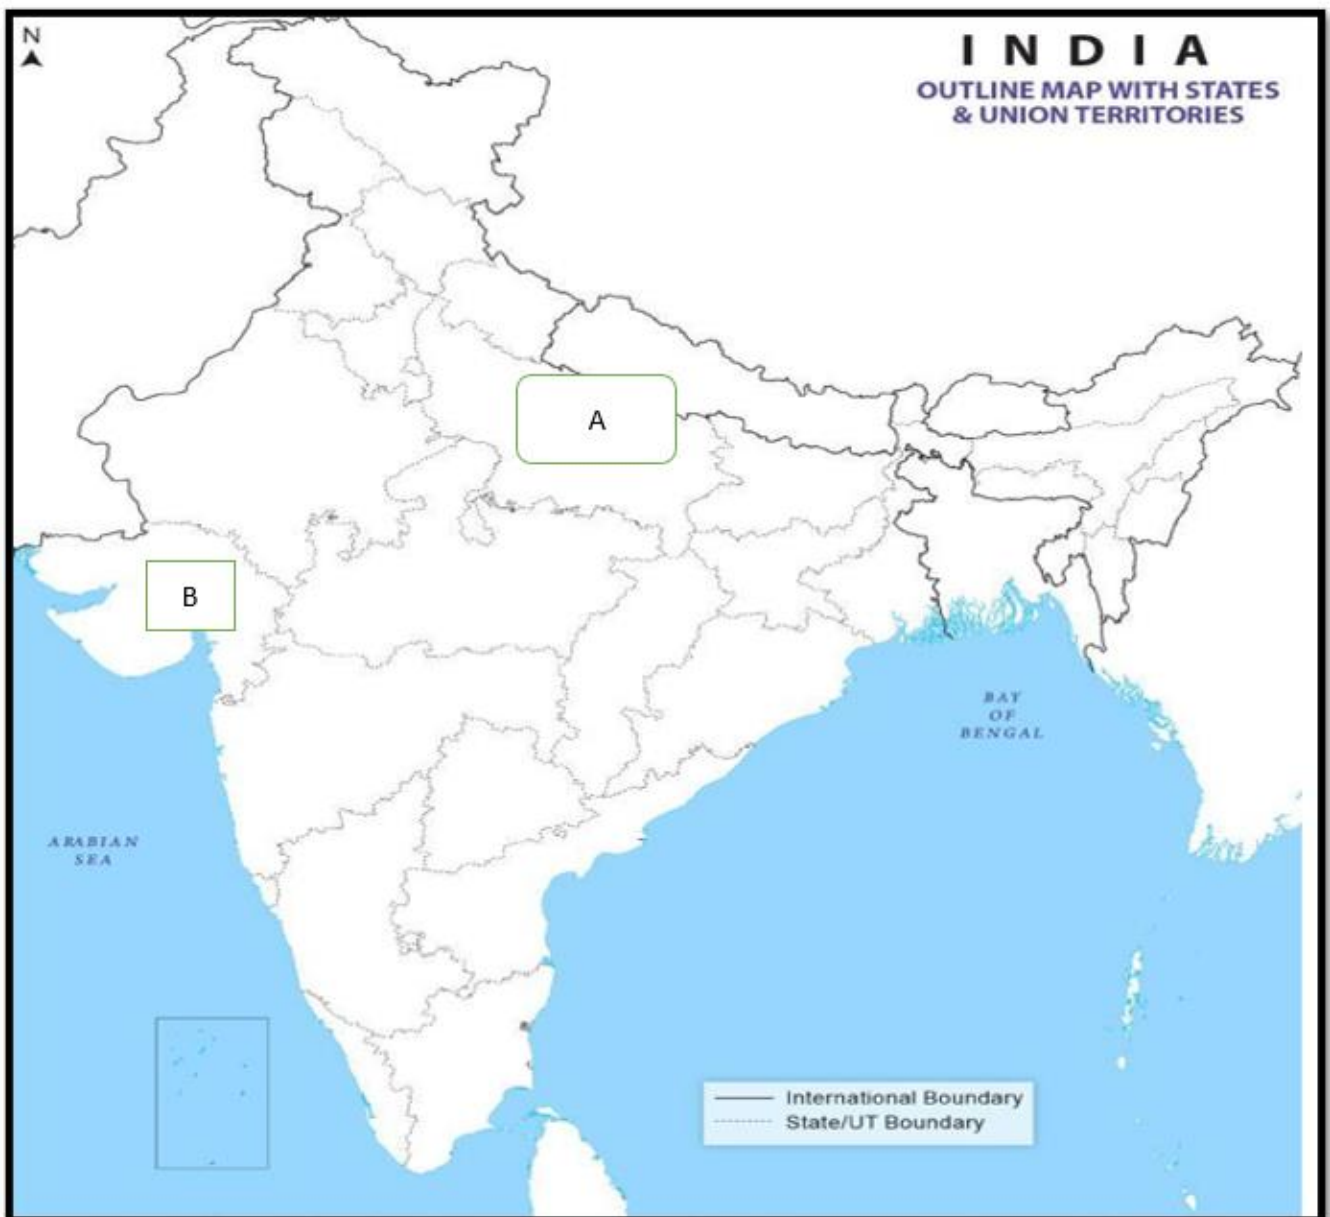 N
INDIA
OUTLINE MAP WITH STATES
& UNION TERRITORIES
A
B
BAY
OF
BENGAL
ARABIAN
SEA
International Boundary
State/UT Boundary